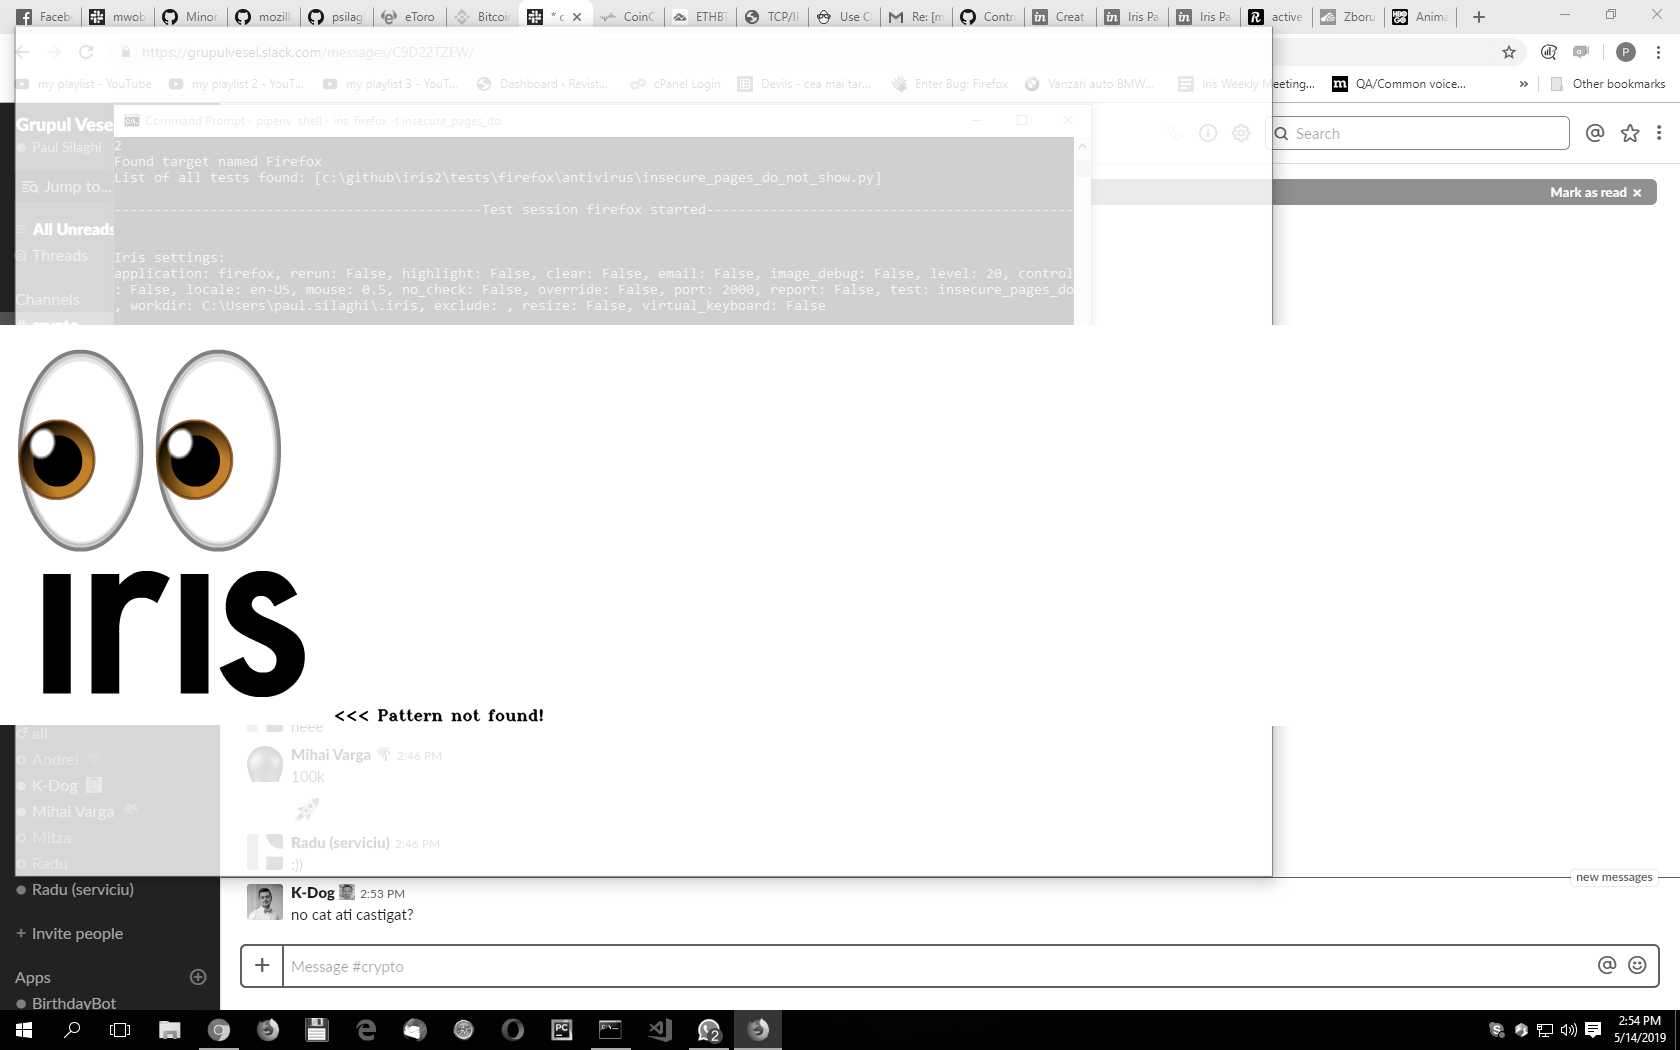 Faceb
mwob
Minor
mozill
psilag
eToro
Bitcoi
* c
CoinC
ETHBT
TCP/IP
Use C
Re: [m
Contr
Creat
Iris Pa
Iris Pa
active
Zboru
Anima
https://grupulvesel.slack.com/messages/C9D22TZEW/
P
my playlist - YouTube
my playlist 2 - YouT...
my playlist 3 - YouT...
Dashboard ‹ Revist...
cPanel Login
Devils - cea mai tar...
Enter Bug: Firefox
Vanzari auto BMW...
Iris Weekly Meeting...
QA/Common voice...
»
Other bookmarks
Grupul Vese
Paul Silaghi
Command Prompt - pipenv shell - iris firefox -t insecure_pages_do
Search
2
Found target named Firefox
List of all tests found: [c:\github\iris2\tests\firefox\antivirus\insecure_pages_do_not_show.py]
Jump to...
Mark as read ×
Test session firefox started
All Unreads
Threads
Iris settings:
application: firefox, rerun: False, highlight: False, clear: False, email: False, image_debug: False, level: 20, control
: False, locale: en-US, mouse: 0.5, no_check: False, override: False, port: 2000, report: False, test: insecure_pages_do
, workdir: C:\Users\paul.silaghi\.iris, exclude: , resize: False, virtual_keyboard: False
Channels
# crypto
iris
<<< Pattern not found!
heee
all
Andrei
K-Dog
Mihai Varga
Mitza
Radu
Radu (serviciu)
Mihai Varga 2:46 PM
100k
Radu (serviciu) 2:46 PM
:))
new messages
K-Dog 2:53 PM
no cat ati castigat?
+ Invite people
Message #crypto
Apps
BirthdayBot
2:54 PM
5/14/2019